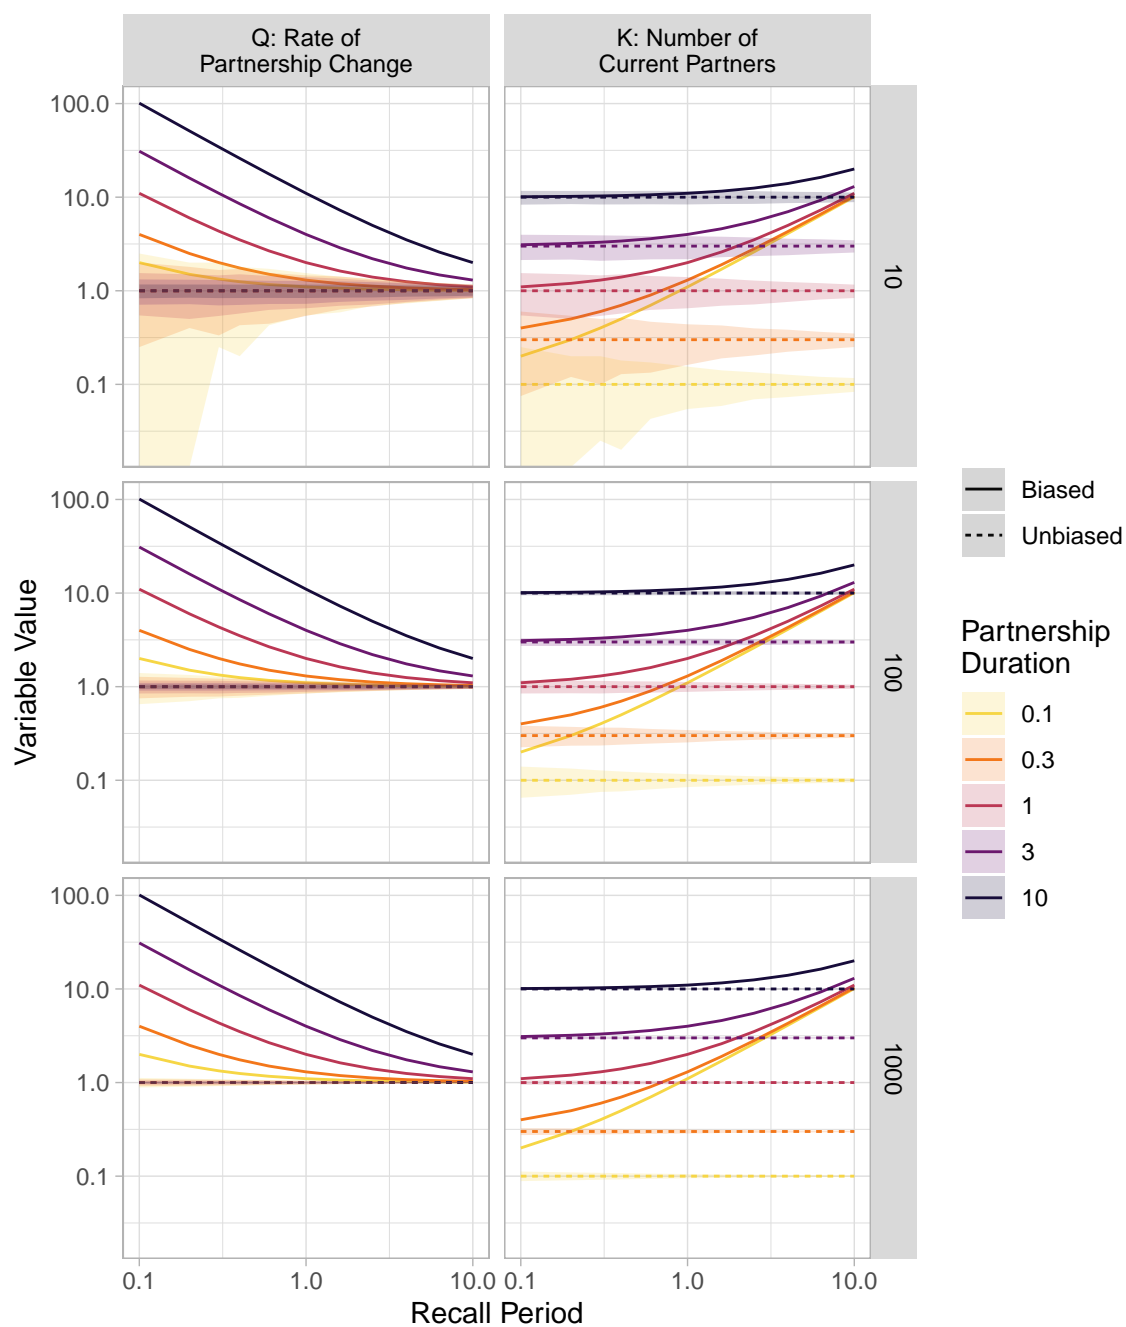 Q: Rate of
Partnership Change
K: Number of
Current Partners
100.0
10.0
1.0
0.1
10
100.0
10.0
1.0
0.1
100
100.0
10.0
1.0
0.1
1000
0.1
1.0
10.0
0.1
1.0
10.0
Recall Period
Variable Value
Biased
Unbiased
Partnership
Duration
0.1
0.3
1
3
10